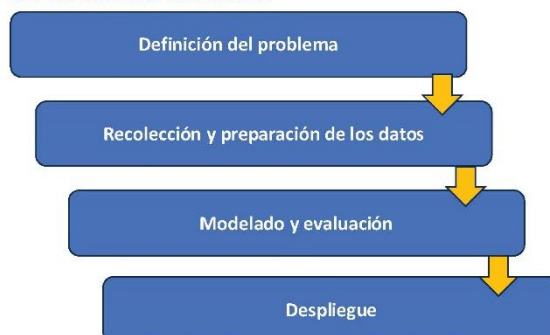 Definición del problema
Recolección y preparación de los datos
Modelado y evaluación
Despliegue